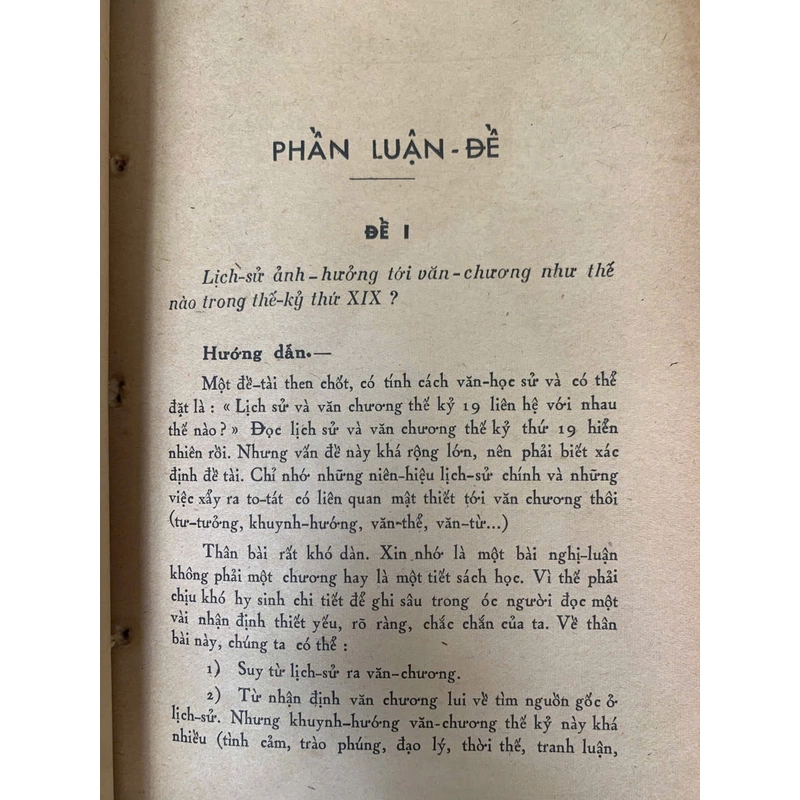 PHẦN LUẬN-ĐỀ
ĐỀ I
Lịch-sử ảnh-hưởng tới văn-chương như thế
nào trong thế-kỷ thứ XIX ?
Hướng dẫn.—
Một đề-tài then chốt, có tính cách văn-học sử và có thể
đặt là : « Lịch sử và văn chương thế kỷ 19 liên hệ với nhau
thế nào ? » Đọc lịch sử và văn chương thế kỷ thứ 19 hiển
nhiên rồi. Nhưng vấn đề này khá rộng lớn, nên phải biết xác
định đề tài. Chỉ nhớ những niên-hiệu lịch-sử chính và những
việc xẩy ra to-tát có liên quan mật thiết tới văn chương thôi
(tư-tưởng, khuynh-hướng, văn-thể, văn-từ...)
Thân bài rất khó dàn. Xin nhớ là một bài nghị-luận
không phải một chương hay là một tiết sách học. Vì thế phải
chịu khó hy sinh chi tiết để ghi sâu trong óc người đọc một
vài nhận định thiết yếu, rõ ràng, chắc chắn của ta. Về thân
bài này, chúng ta có thể :
1) Suy từ lịch-sử ra văn-chương.
2) Từ nhận định văn chương lui về tìm nguồn gốc ở
lịch-sử. Nhưng khuynh-hướng văn-chương thế kỷ này khá
nhiều (tình cảm, trào phúng, đạo lý, thời thế, tranh luận,